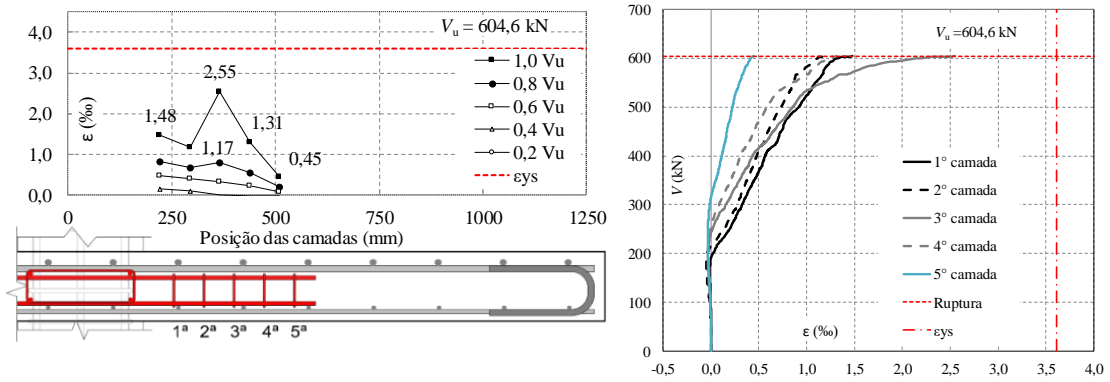 V_u = 604,6 kN
4,0
3,0
2,0
1,0
0,0
ε (‰)
1,48
2,55
1,17
1,31
0,45
1,0 Vu
0,8 Vu
0,6 Vu
0,4 Vu
0,2 Vu
εys
0 250 500 750 1000 1250
Posição das camadas (mm)
1ª 2ª 3ª 4ª 5ª
700
600
500
400
300
200
100
0
V (kN)
V_u =604,6 kN
1° camada
2° camada
3° camada
4° camada
5° camada
Ruptura
εys
ε (‰)
-0,5 0,0 0,5 1,0 1,5 2,0 2,5 3,0 3,5 4,0